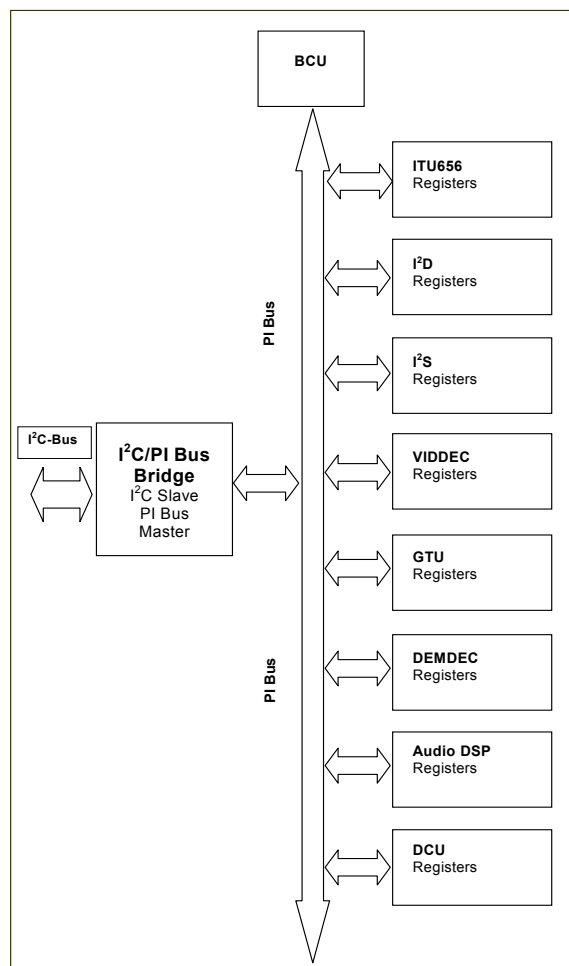 BCU
ITU656
Registers
PI Bus
I²D
Registers
I²S
Registers
I²C-Bus
I²C/PI Bus
Bridge
I²C Slave
PI Bus
Master
VIDDEC
Registers
GTU
Registers
PI Bus
DEMDEC
Registers
Audio DSP
Registers
DCU
Registers